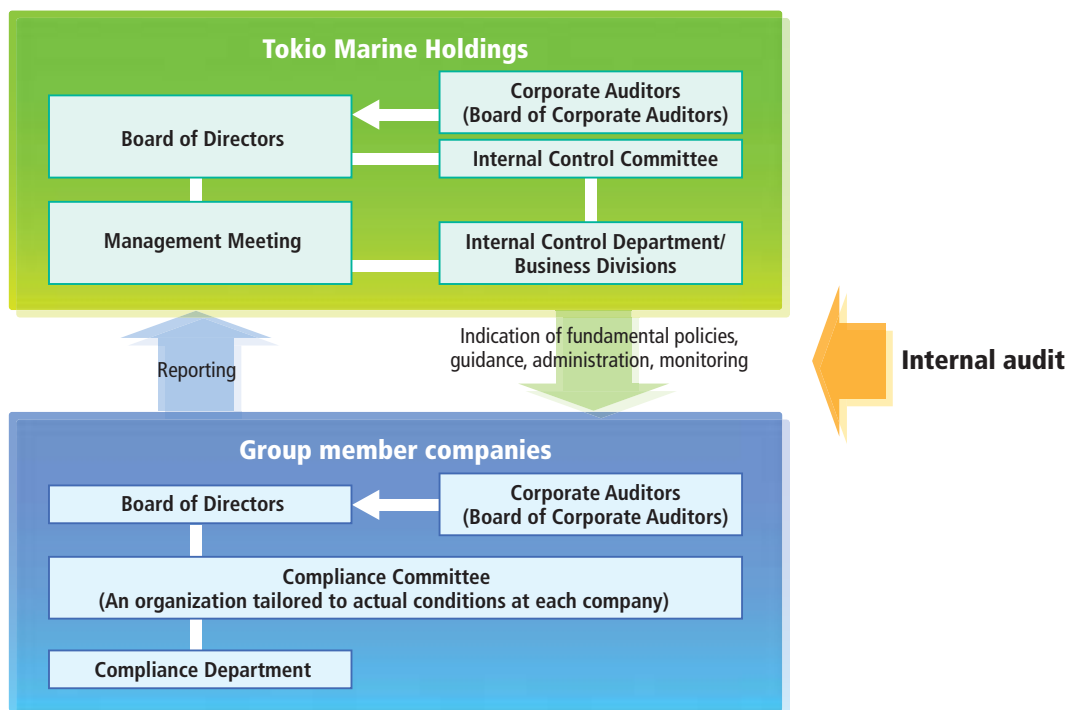 Tokio Marine Holdings
Board of Directors
Corporate Auditors
(Board of Corporate Auditors)
Internal Control Committee
Management Meeting
Internal Control Department/
Business Divisions
Reporting
Indication of fundamental policies,
guidance, administration, monitoring
Internal audit
Group member companies
Board of Directors
Corporate Auditors
(Board of Corporate Auditors)
Compliance Committee
(An organization tailored to actual conditions at each company)
Compliance Department